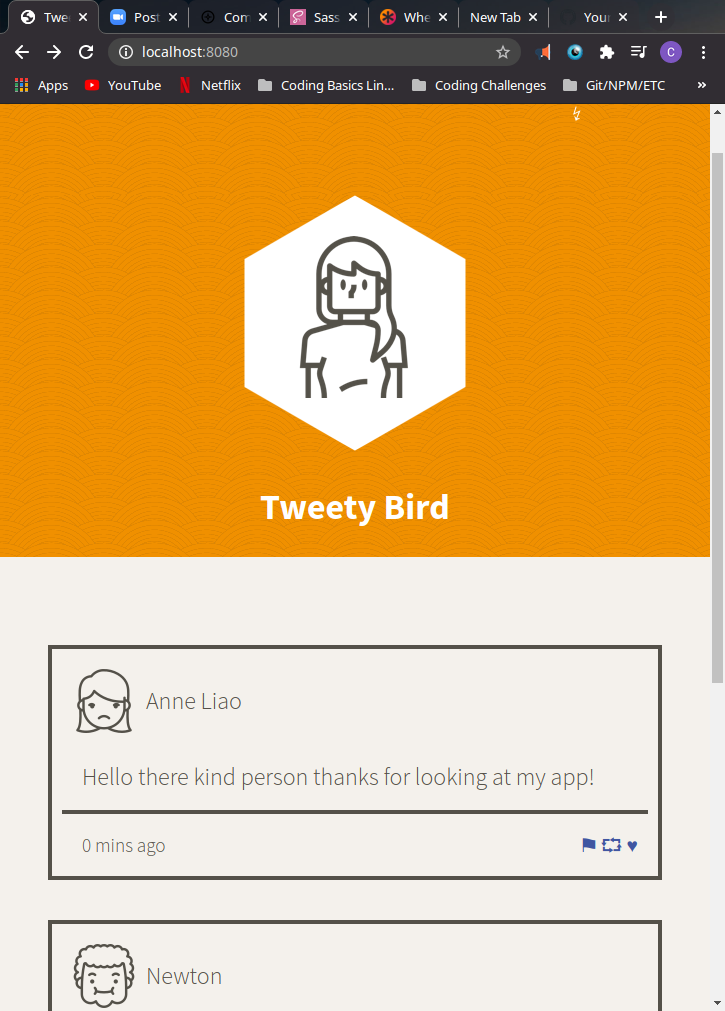 Twe Post Com Sass Whe New Tab Your
localhost:8080
C
Apps YouTube Netflix Coding Basics Lin... Coding Challenges Git/NPM/ETC »
Tweety Bird
Anne Liao
Hello there kind person thanks for looking at my app!
0 mins ago
Newton